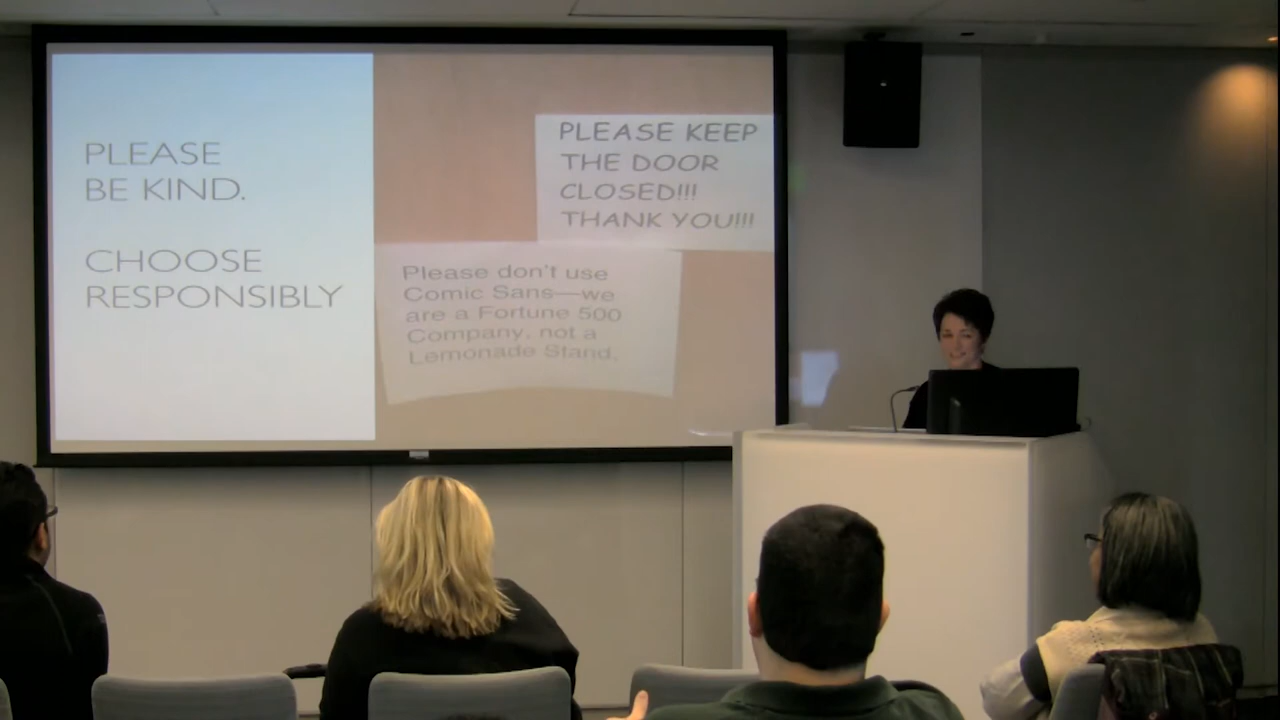 PLEASE
BE KIND.
CHOOSE
RESPONSIBLY
PLEASE KEEP
THE DOOR
CLOSED!!!
THANK YOU!!!
Please don't use
Comic Sans—we
are a Fortune 500
Company, not a
Lemonade Stand.